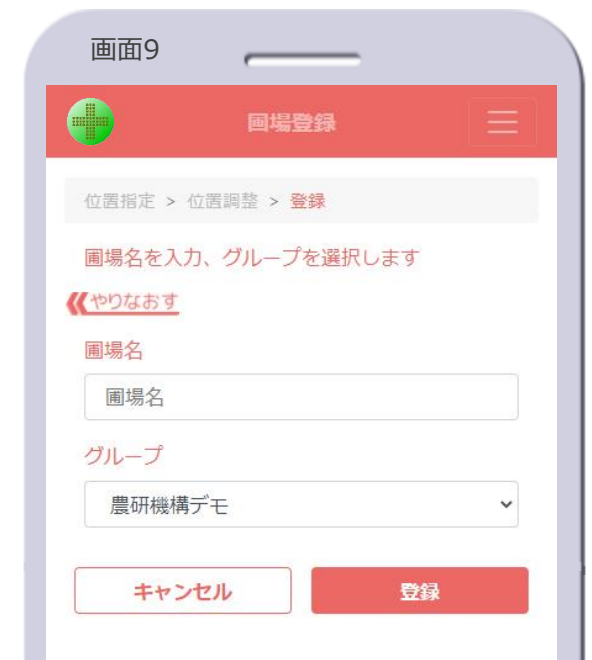 画面9
圃場登録
位置指定 > 位置調整 > 登録
圃場名を入力、グループを選択します
やりなおす
圃場名
圃場名
グループ
農研機構デモ
キャンセル
登録